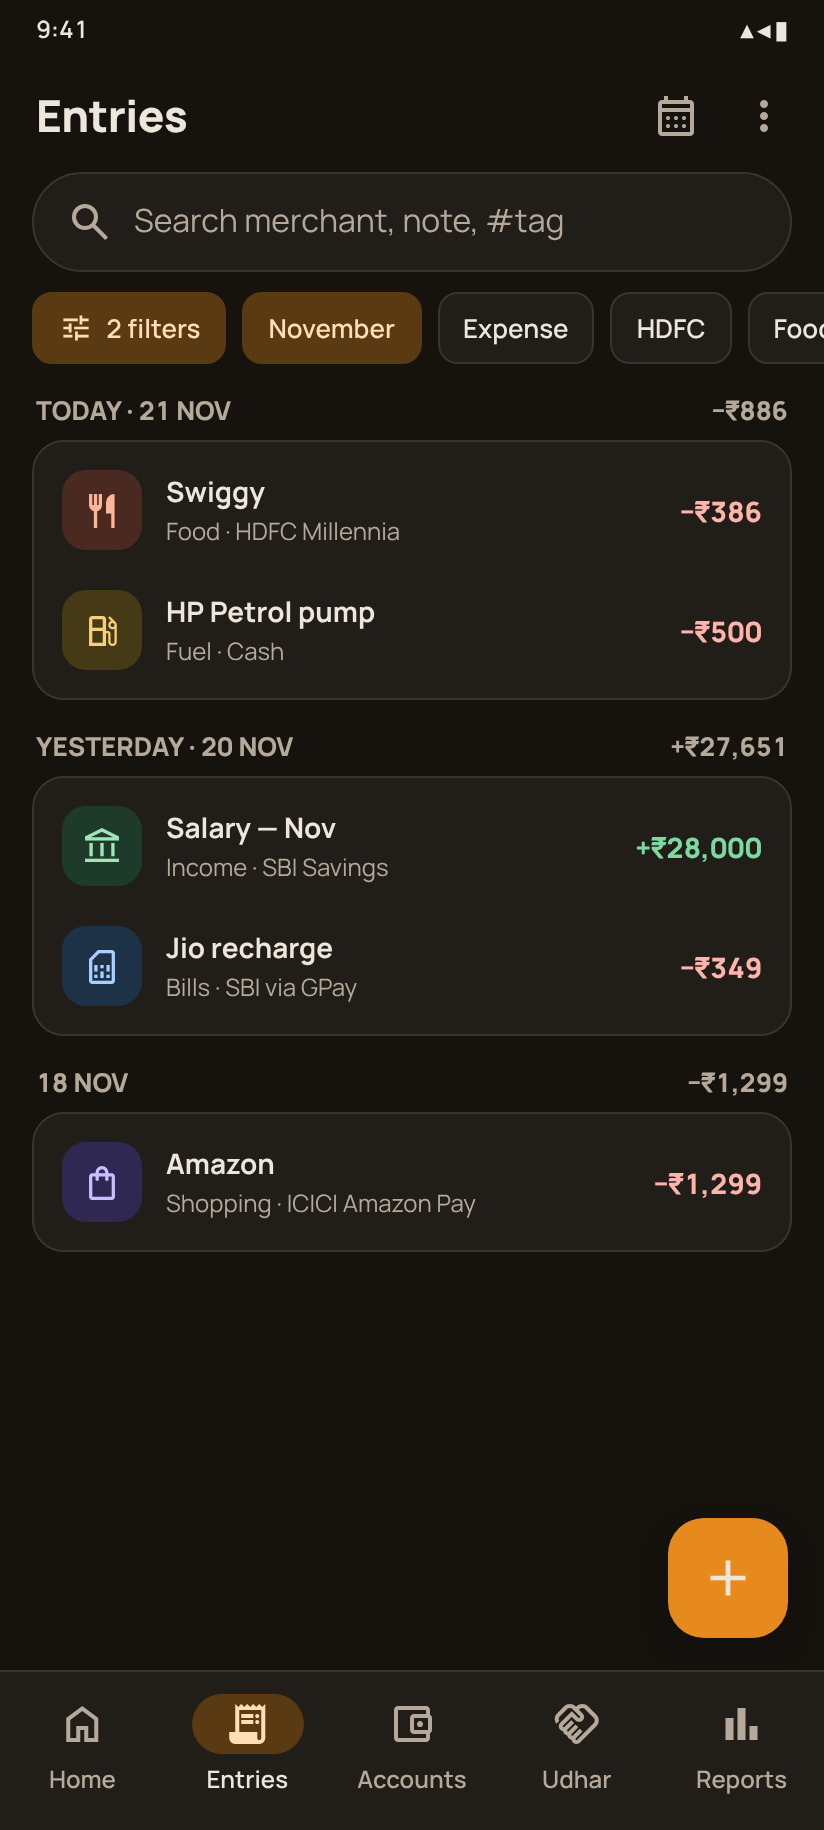 9:41
Entries
Search merchant, note, #tag
2 filters November Expense HDFC Food
TODAY · 21 NOV −₹886
Swiggy
Food · HDFC Millennia
−₹386
HP Petrol pump
Fuel · Cash
−₹500
YESTERDAY · 20 NOV +₹27,651
Salary — Nov
Income · SBI Savings
+₹28,000
Jio recharge
Bills · SBI via GPay
−₹349
18 NOV −₹1,299
Amazon
Shopping · ICICI Amazon Pay
−₹1,299
Home Entries Accounts Udhar Reports